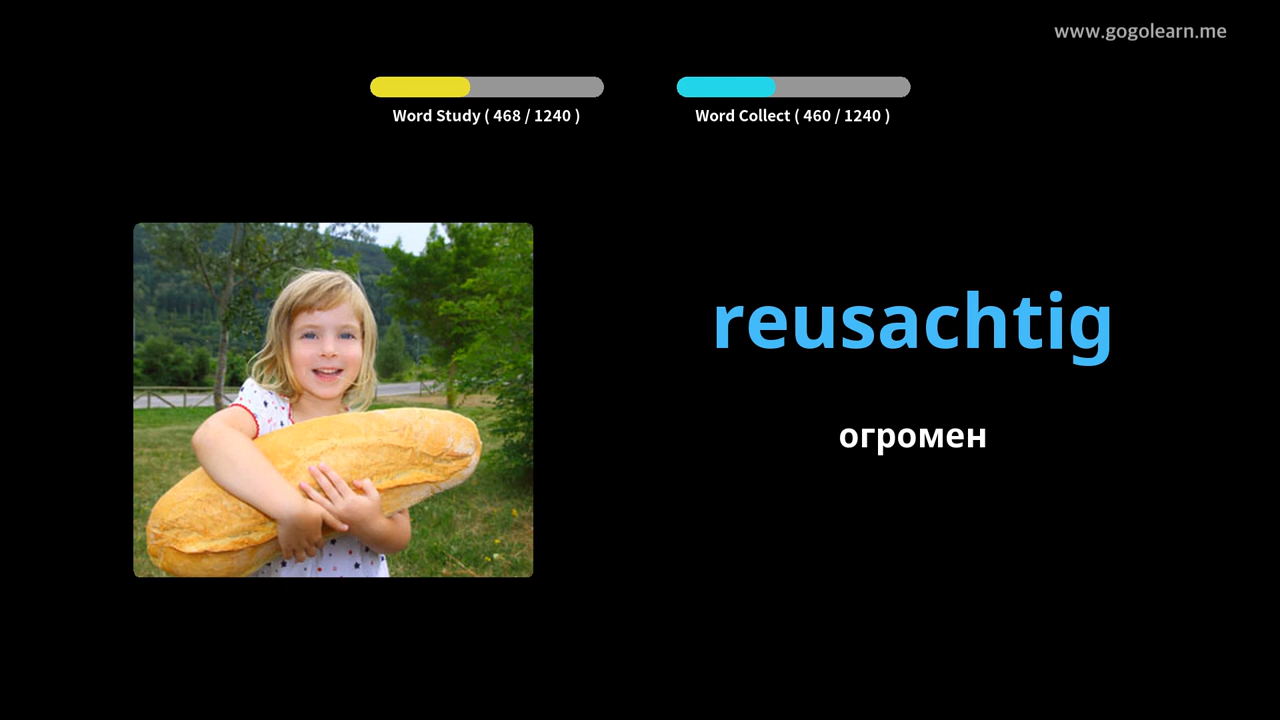 www.gogolearn.me
Word Study ( 468 / 1240 )
Word Collect ( 460 / 1240 )
reusachtig
огромен